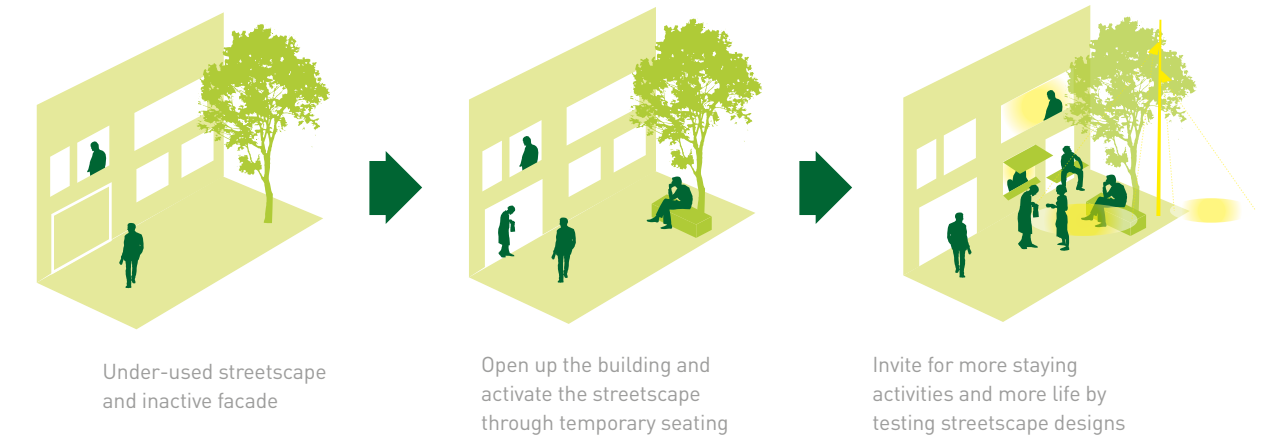 Under-used streetscape
and inactive facade
Open up the building and
activate the streetscape
through temporary seating
Invite for more staying
activities and more life by
testing streetscape designs